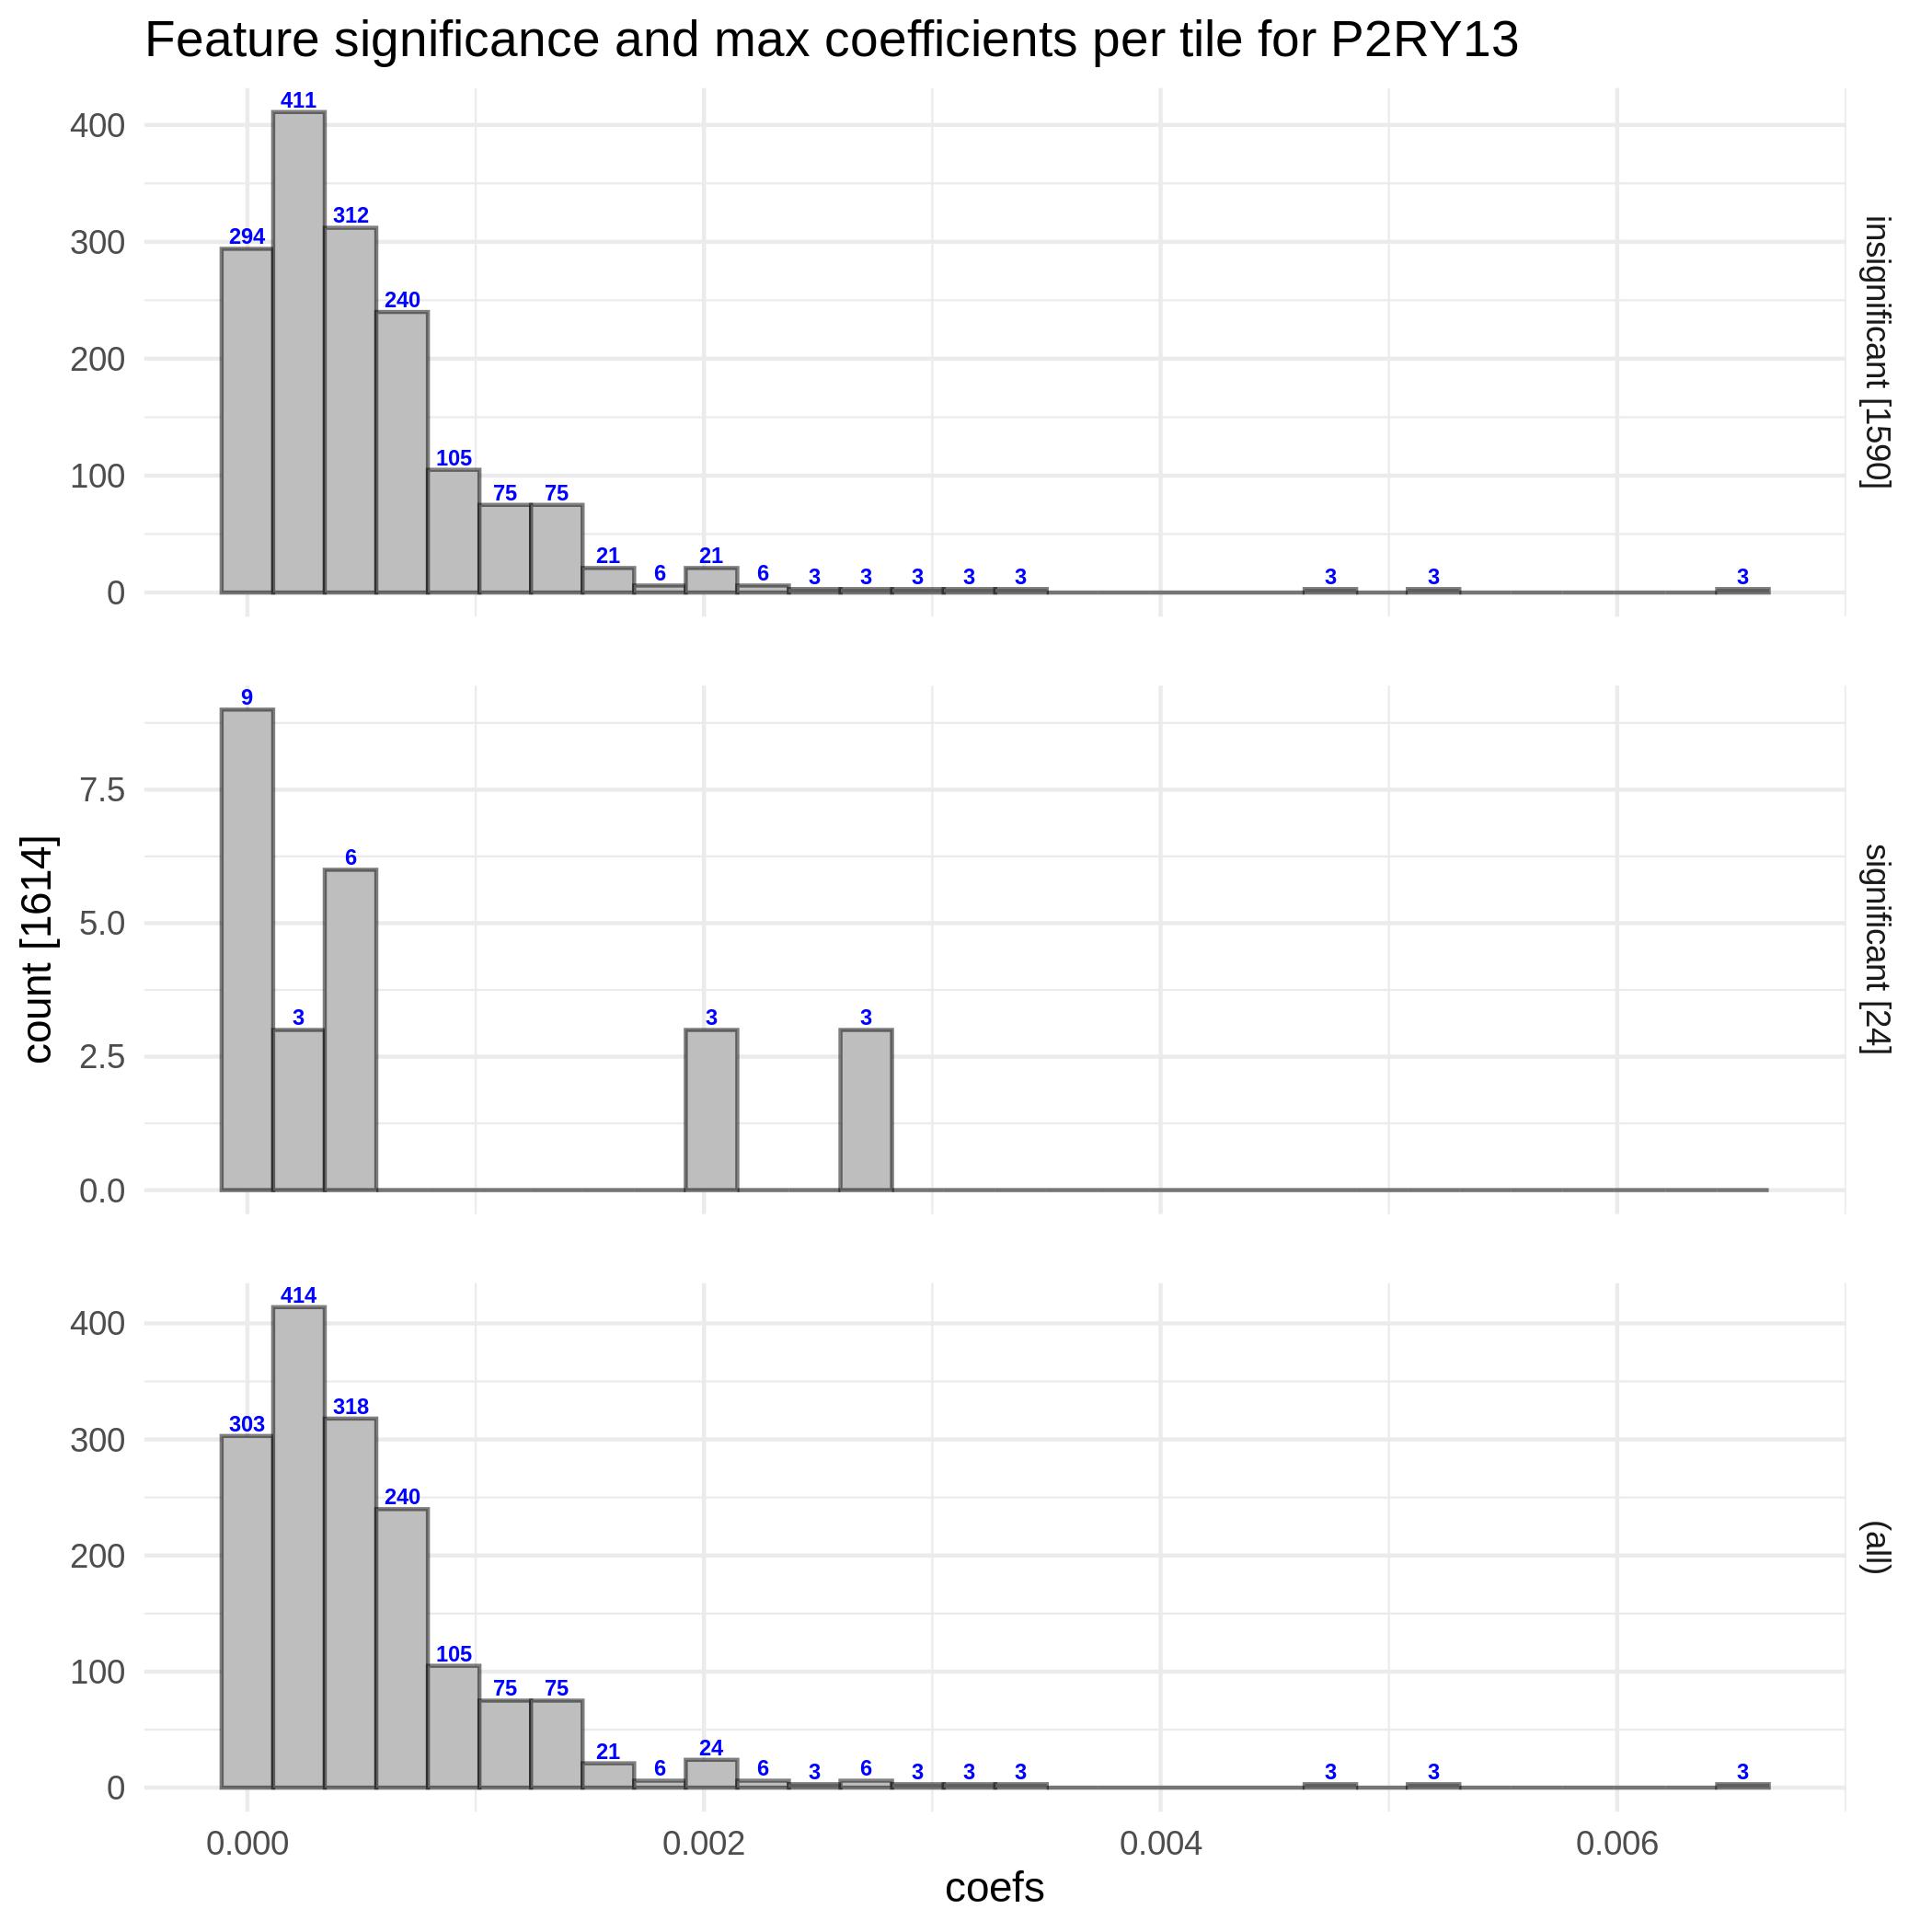 Feature significance and max coefficients per tile for P2RY13
411
400
312
300
294
240
200
105
100
75 75
21 6 21 6 3 3 3 3 3 3 3 3
0
insignificant [1590]
9
7.5
6
5.0
3 3 3
2.5
0.0
significant [24]
count [1614]
414
400
318
303
300
240
200
105
100
75 75
21 6 24 6 3 6 3 3 3 3 3 3
0
(all)
0.000 0.002 0.004 0.006
coefs